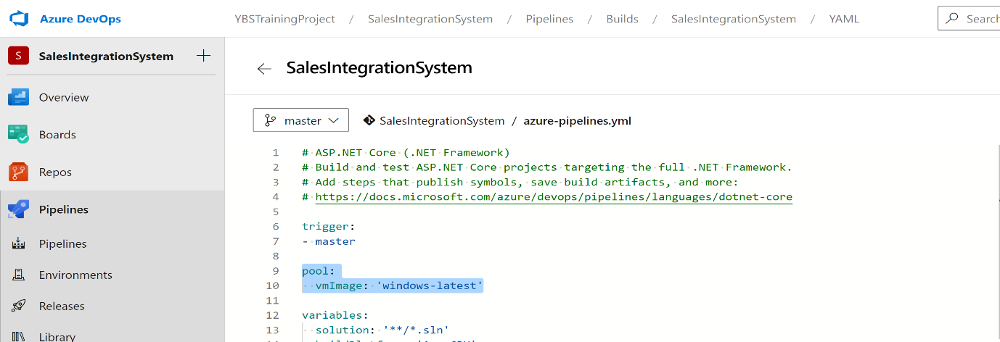 Azure DevOps
YBSTrainingProject / SalesIntegrationSystem / Pipelines / Builds / SalesIntegrationSystem / YAML
Search
S SalesIntegrationSystem +
Overview
Boards
Repos
Pipelines
Pipelines
Environments
Releases
Library
SalesIntegrationSystem
master
SalesIntegrationSystem / azure-pipelines.yml
1 # ASP.NET Core (.NET Framework)
2 # Build and test ASP.NET Core projects targeting the full .NET Framework.
3 # Add steps that publish symbols, save build artifacts, and more:
4 # https://docs.microsoft.com/azure/devops/pipelines/languages/dotnet-core
5
6 trigger:
7 - master
8
9 pool:
10   vmImage: 'windows-latest'
11
12 variables:
13   solution: '**/*.sln'